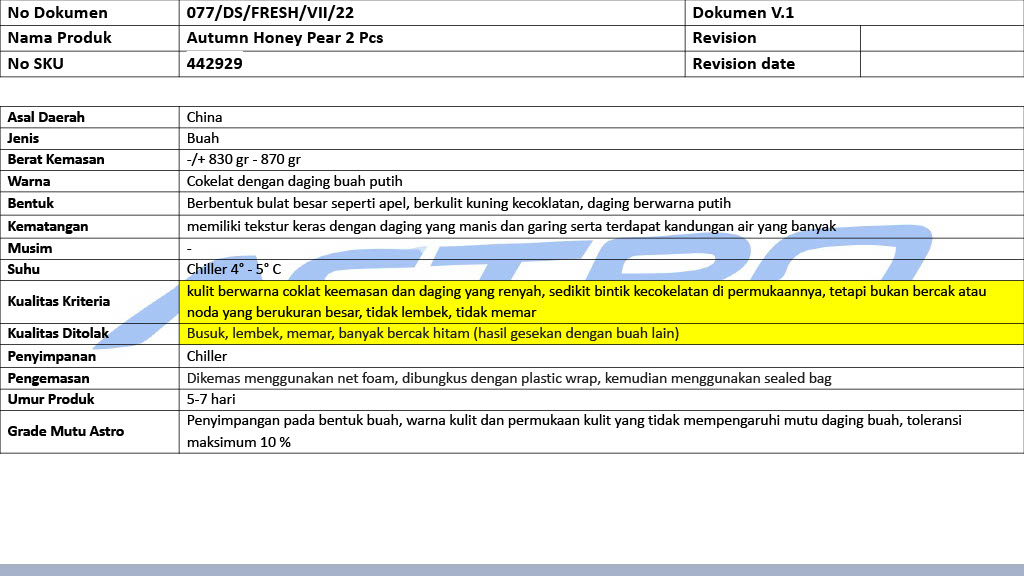 No Dokumen 077/DS/FRESH/VII/22 Dokumen V.1
Nama Produk Autumn Honey Pear 2 Pcs Revision
No SKU 442929 Revision date
Asal Daerah China
Jenis Buah
Berat Kemasan -/+ 830 gr - 870 gr
Warna Cokelat dengan daging buah putih
Bentuk Berbentuk bulat besar seperti apel, berkulit kuning kecoklatan, daging berwarna putih
Kematangan memiliki tekstur keras dengan daging yang manis dan garing serta terdapat kandungan air yang banyak
Musim -
Suhu Chiller 4° - 5° C
Kualitas Kriteria kulit berwarna coklat keemasan dan daging yang renyah, sedikit bintik kecokelatan di permukaannya, tetapi bukan bercak atau
noda yang berukuran besar, tidak lembek, tidak memar
Kualitas Ditolak Busuk, lembek, memar, banyak bercak hitam (hasil gesekan dengan buah lain)
Penyimpanan Chiller
Pengemasan Dikemas menggunakan net foam, dibungkus dengan plastic wrap, kemudian menggunakan sealed bag
Umur Produk 5-7 hari
Grade Mutu Astro Penyimpangan pada bentuk buah, warna kulit dan permukaan kulit yang tidak mempengaruhi mutu daging buah, toleransi
maksimum 10 %
ASTRO